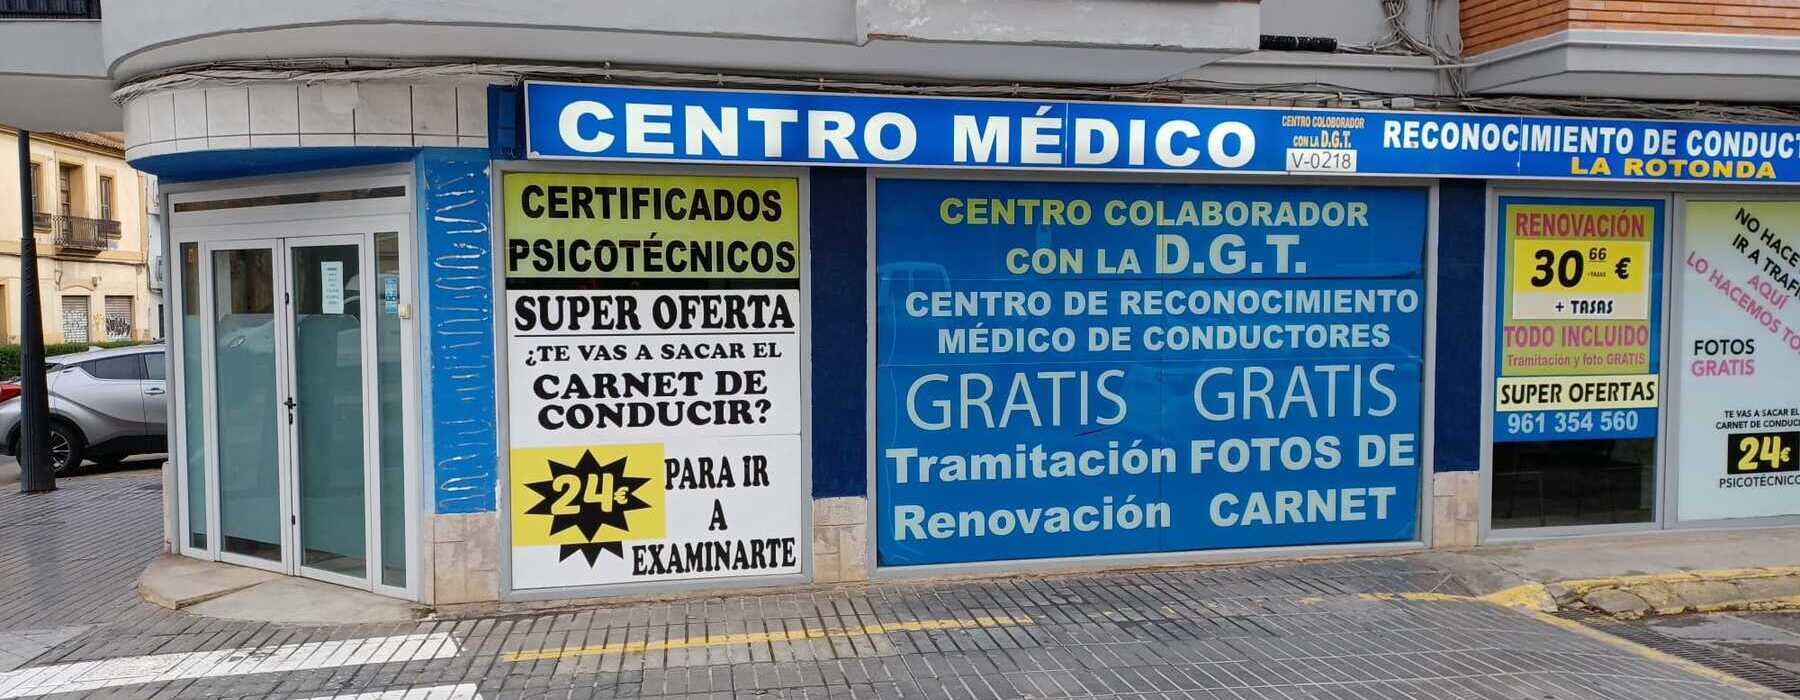 CENTRO MÉDICO
CENTRO COLOBORADOR
CON LA D.G.T.
V-0218
RECONOCIMIENTO DE CONDUCT
LA ROTONDA
CERTIFICADOS
PSICOTÉCNICOS
SUPER OFERTA
¿TE VAS A SACAR EL
CARNET DE
CONDUCIR?
24€
PARA IR
A
EXAMINARTE
CENTRO COLABORADOR
CON LA D.G.T.
CENTRO DE RECONOCIMIENTO
MÉDICO DE CONDUCTORES
GRATIS GRATIS
Tramitación FOTOS DE
Renovación CARNET
RENOVACIÓN
30 66 €
+TASAS
+ TASAS
TODO INCLUIDO
Tramitación y foto GRATIS
SUPER OFERTAS
961 354 560
NO HACE
IR A TRAFI
AQUÍ
LO HACEMOS TO
FOTOS
GRATIS
TE VAS A SACAR EL
CARNET DE CONDUCI
24€
PSICOTÉCNICO